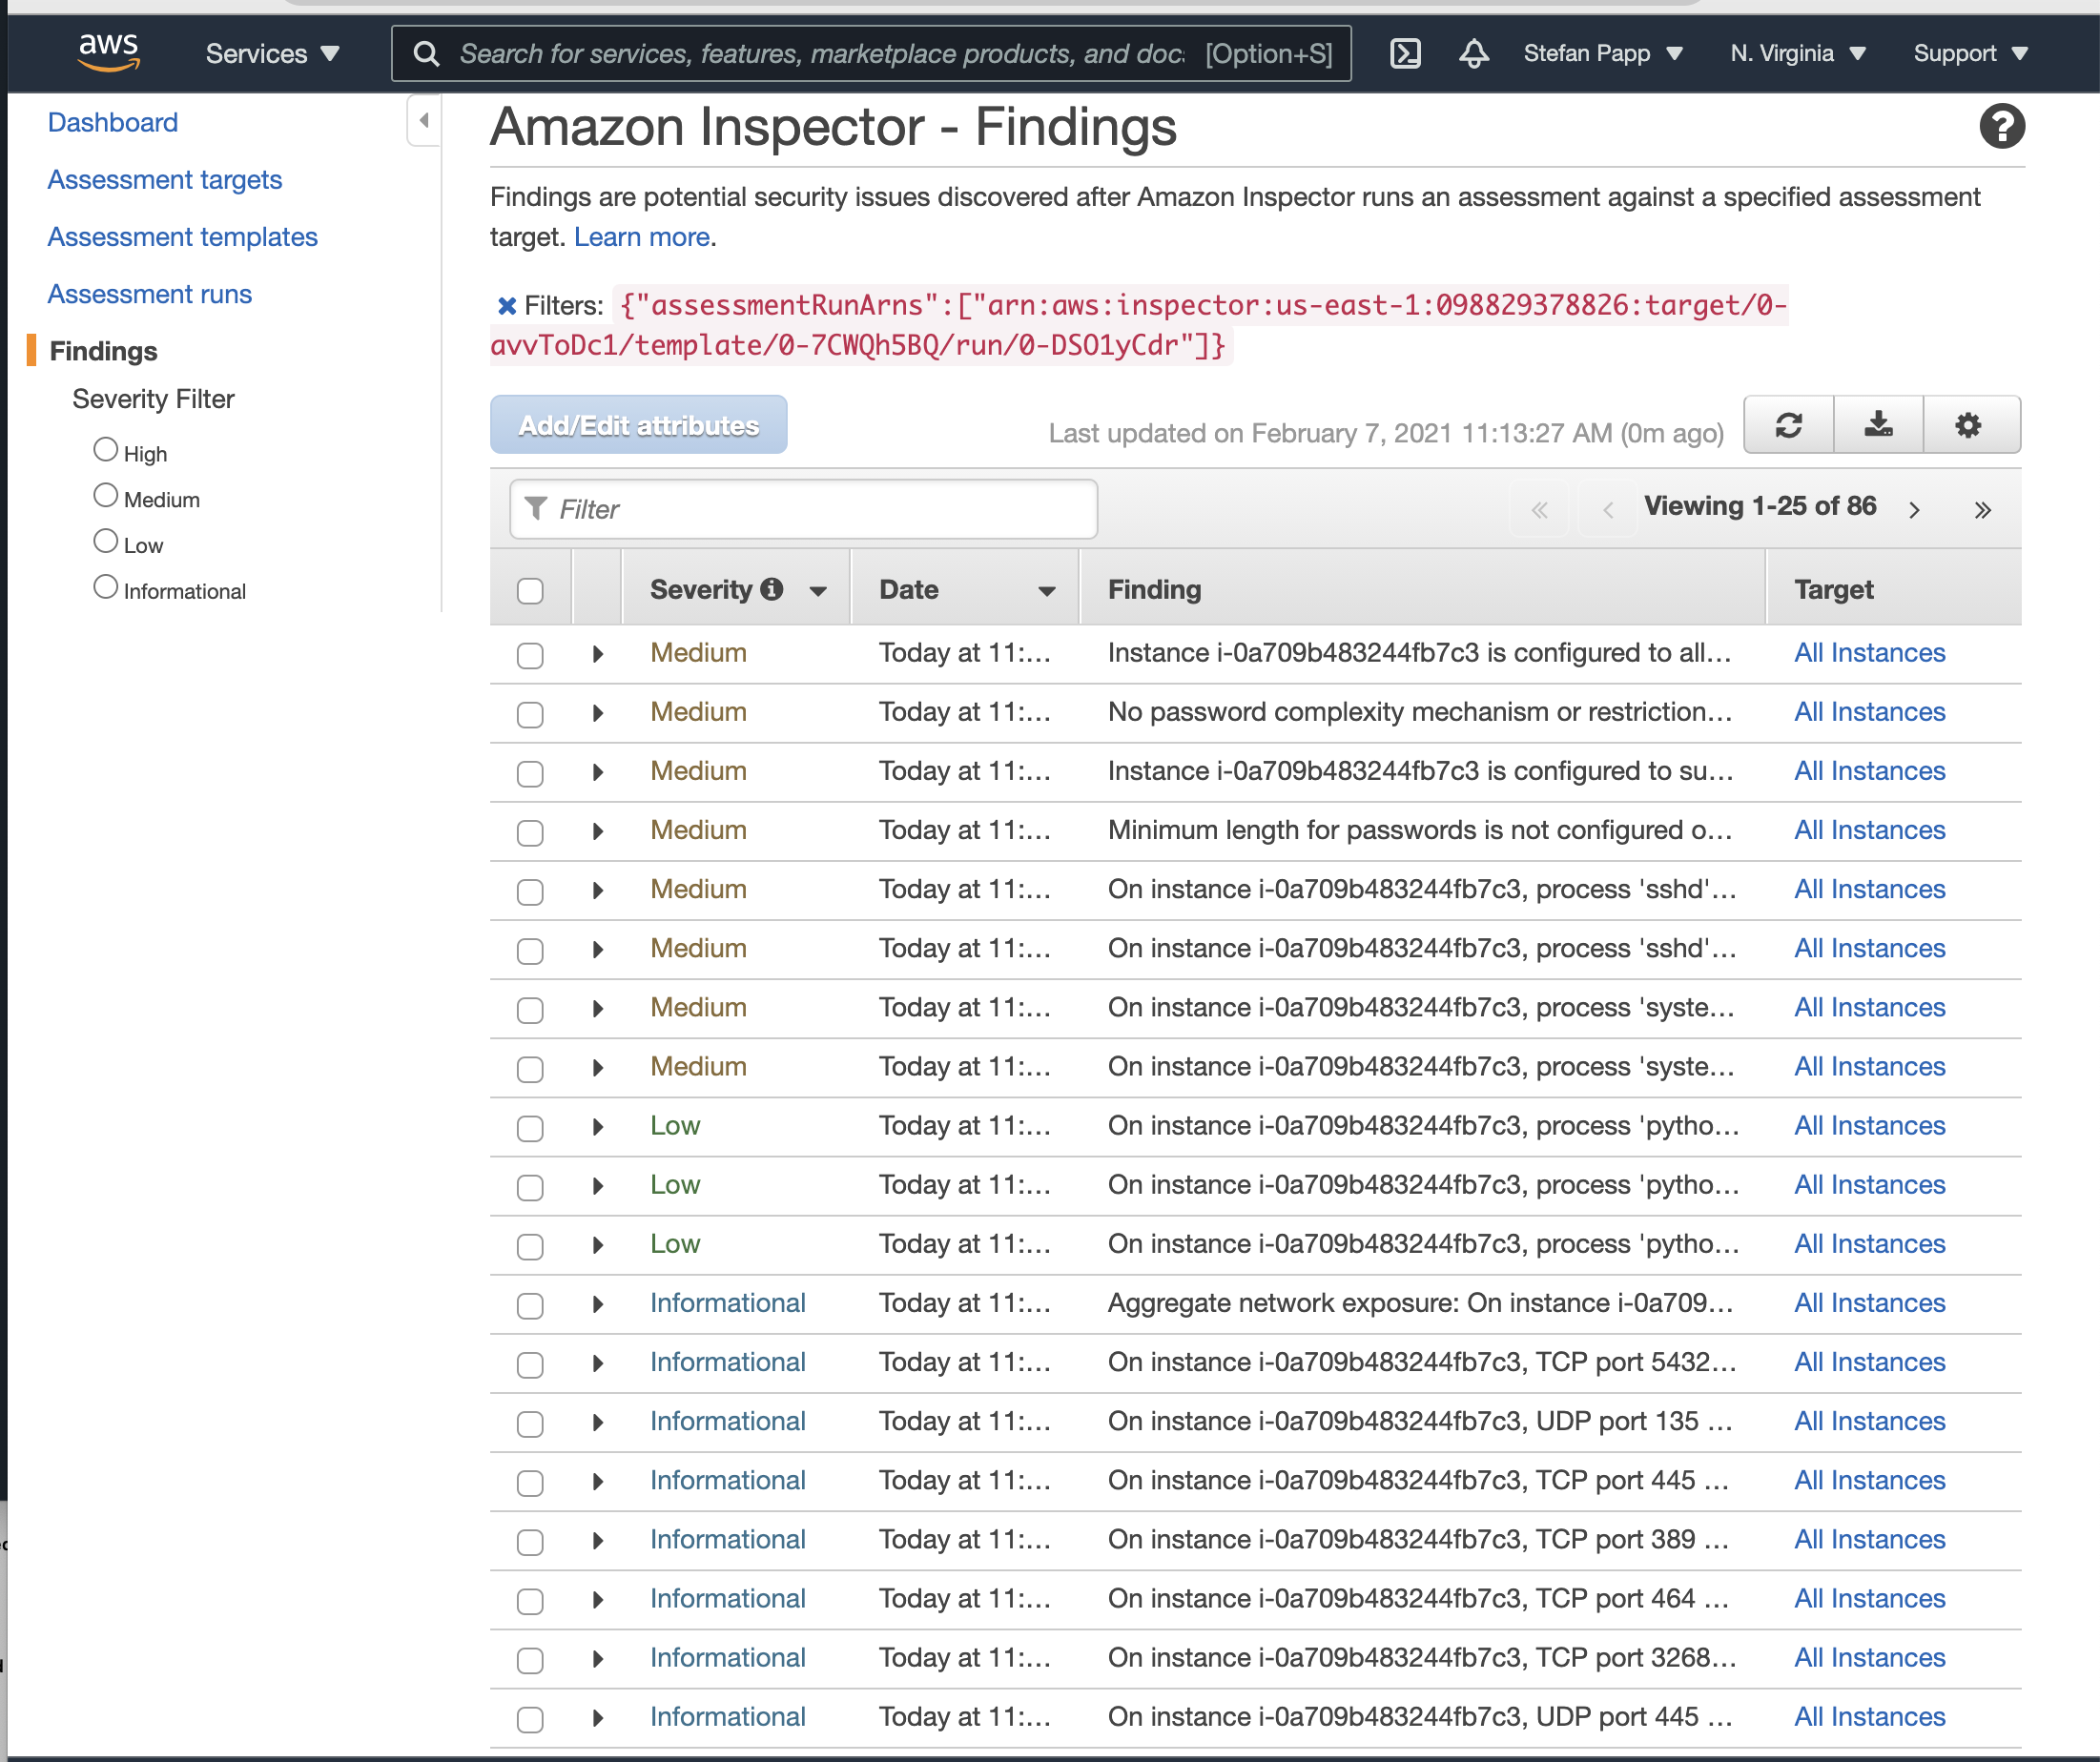 aws Services Search for services, features, marketplace products, and doc: [Option+S] Stefan Papp N. Virginia Support
Dashboard
Assessment targets
Assessment templates
Assessment runs
Findings
Severity Filter
High
Medium
Low
Informational
Amazon Inspector - Findings
Findings are potential security issues discovered after Amazon Inspector runs an assessment against a specified assessment
target. Learn more.
Filters: {"assessmentRunArns":["arn:aws:inspector:us-east-1:098829378826:target/0-
avvToDc1/template/0-7CWQh5BQ/run/0-DSO1yCdr"]}
Add/Edit attributes Last updated on February 7, 2021 11:13:27 AM (0m ago)
Filter « ‹ Viewing 1-25 of 86 › »
Severity Date Finding Target
Medium Today at 11:... Instance i-0a709b483244fb7c3 is configured to all... All Instances
Medium Today at 11:... No password complexity mechanism or restriction... All Instances
Medium Today at 11:... Instance i-0a709b483244fb7c3 is configured to su... All Instances
Medium Today at 11:... Minimum length for passwords is not configured o... All Instances
Medium Today at 11:... On instance i-0a709b483244fb7c3, process 'sshd'... All Instances
Medium Today at 11:... On instance i-0a709b483244fb7c3, process 'sshd'... All Instances
Medium Today at 11:... On instance i-0a709b483244fb7c3, process 'syste... All Instances
Medium Today at 11:... On instance i-0a709b483244fb7c3, process 'syste... All Instances
Low Today at 11:... On instance i-0a709b483244fb7c3, process 'pytho... All Instances
Low Today at 11:... On instance i-0a709b483244fb7c3, process 'pytho... All Instances
Low Today at 11:... On instance i-0a709b483244fb7c3, process 'pytho... All Instances
Informational Today at 11:... Aggregate network exposure: On instance i-0a709... All Instances
Informational Today at 11:... On instance i-0a709b483244fb7c3, TCP port 5432... All Instances
Informational Today at 11:... On instance i-0a709b483244fb7c3, UDP port 135 ... All Instances
Informational Today at 11:... On instance i-0a709b483244fb7c3, TCP port 445 ... All Instances
Informational Today at 11:... On instance i-0a709b483244fb7c3, TCP port 389 ... All Instances
Informational Today at 11:... On instance i-0a709b483244fb7c3, TCP port 464 ... All Instances
Informational Today at 11:... On instance i-0a709b483244fb7c3, TCP port 3268... All Instances
Informational Today at 11:... On instance i-0a709b483244fb7c3, UDP port 445 ... All Instances